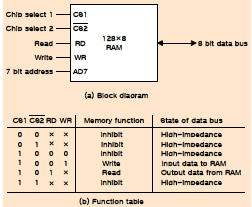 Chip select 1 CS1
Chip select 2 C̅S̅2̅
Read RD
Write WR
7 bit address AD7
128×8
RAM
8 bit data bus
(a) Block diagram
CS1 C̅S̅2̅ RD WR Memory function State of data bus
0 0 × × Inhibit High-impedance
0 1 × × Inhibit High-impedance
1 0 0 0 Inhibit High-impedance
1 0 0 1 Write Input data to RAM
1 0 1 × Read Output data from RAM
1 1 × × Inhibit High-impedance
(b) Function table